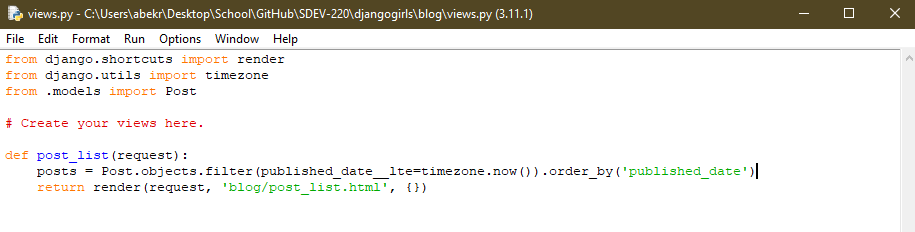 views.py - C:\Users\abekr\Desktop\School\GitHub\SDEV-220\djangogirls\blog\views.py (3.11.1)
File Edit Format Run Options Window Help
from django.shortcuts import render
from django.utils import timezone
from .models import Post
# Create your views here.
def post_list(request):
    posts = Post.objects.filter(published_date__lte=timezone.now()).order_by('published_date')
    return render(request, 'blog/post_list.html', {})